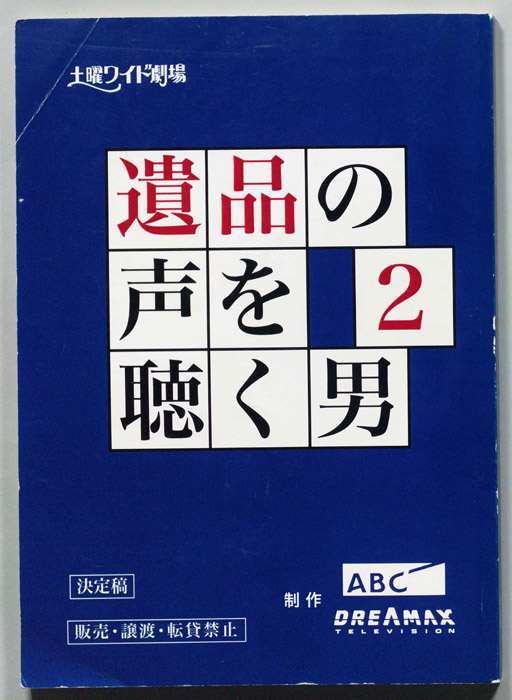 土曜ワイド劇場
遺品の
声を 2
聴く男
決定稿
販売・譲渡・転貸禁止
制作
ABC
DREAMAX
TELEVISION